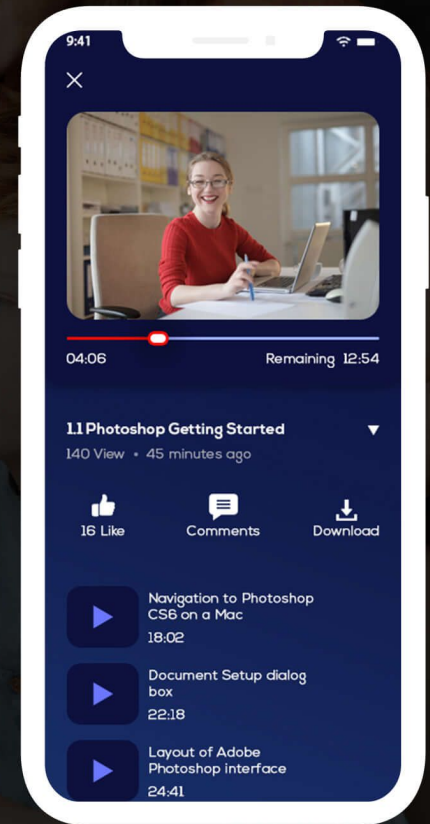 9:41
04:06
Remaining 12:54
1.1 Photoshop Getting Started
140 View • 45 minutes ago
16 Like
Comments
Download
Navigation to Photoshop
CS6 on a Mac
18:02
Document Setup dialog
box
22:18
Layout of Adobe
Photoshop interface
24:41